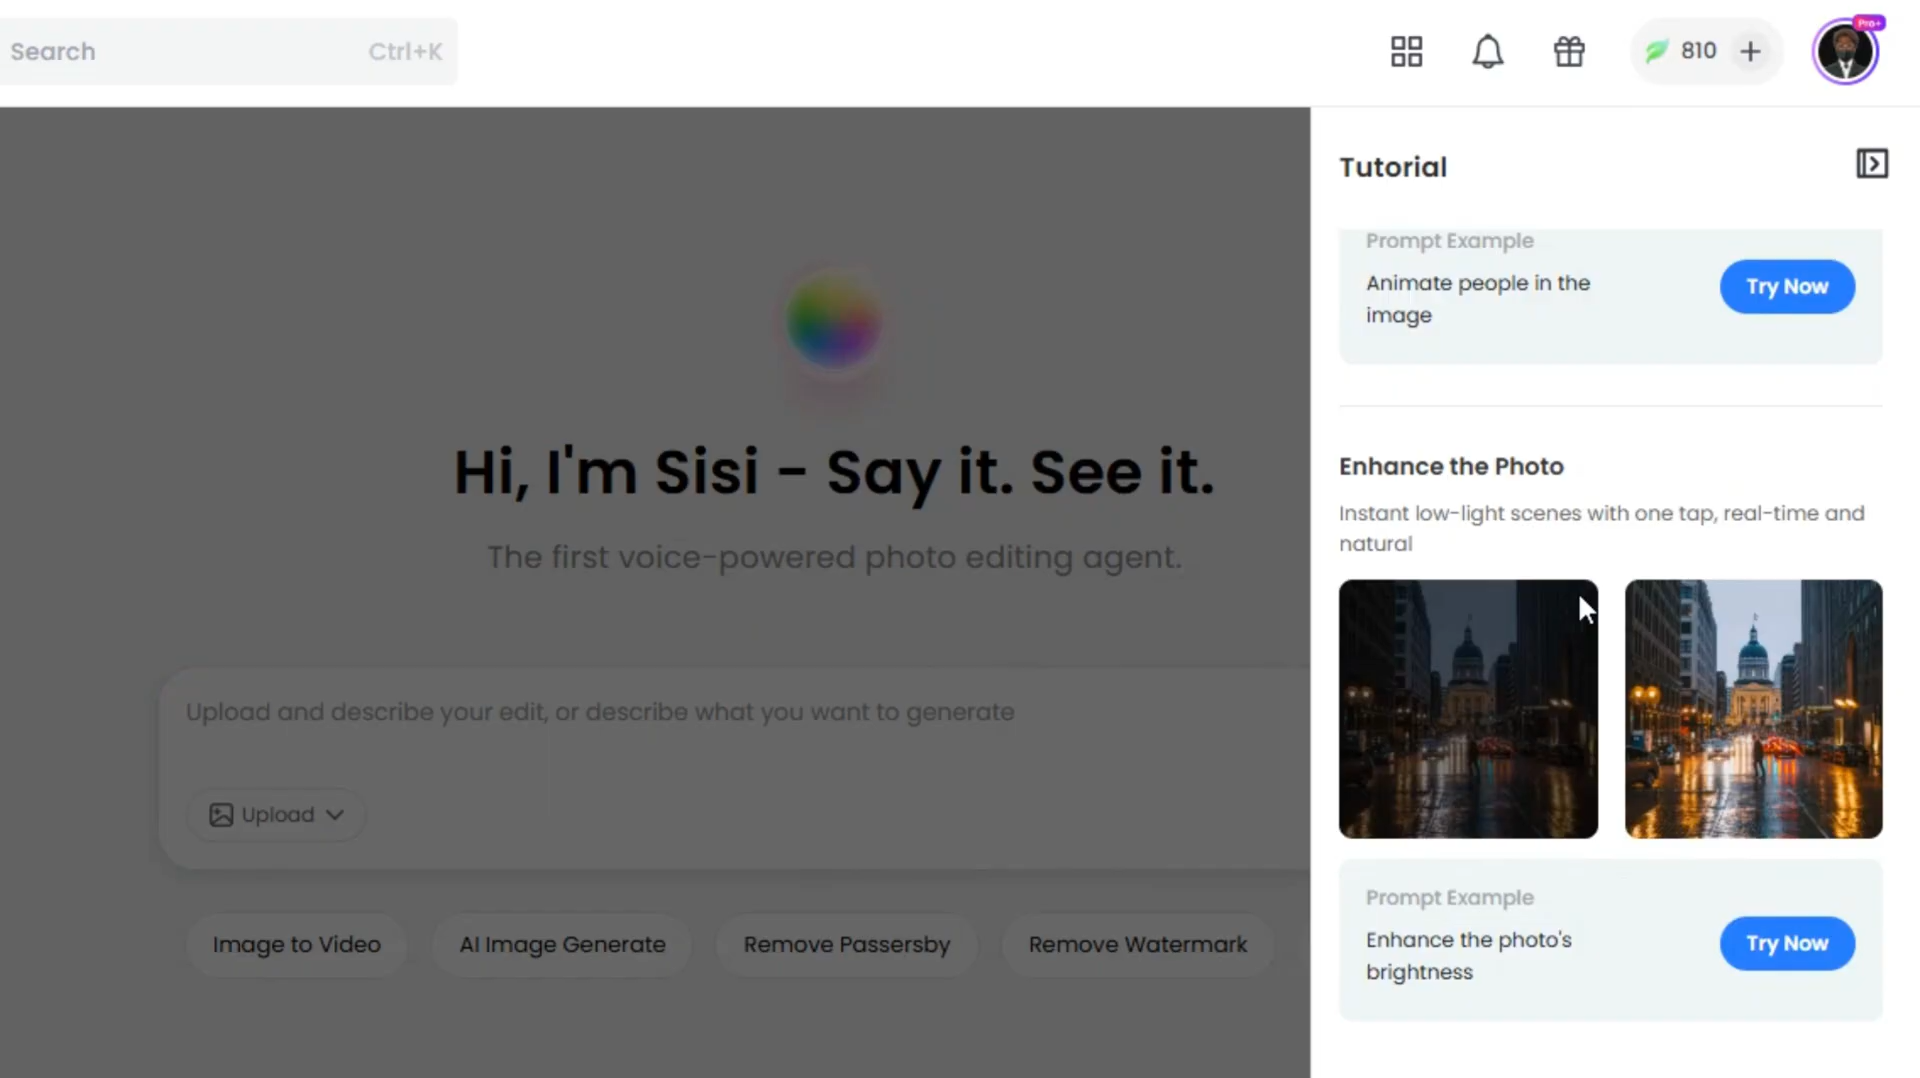 Search
Ctrl+K
810
Pro+
Tutorial
Prompt Example
Animate people in the
image
Try Now
Enhance the Photo
Instant low-light scenes with one tap, real-time and
natural
Prompt Example
Enhance the photo's
brightness
Try Now
Hi, I'm Sisi - Say it. See it.
The first voice-powered photo editing agent.
Upload and describe your edit, or describe what you want to generate
Upload
Image to Video
AI Image Generate
Remove Passersby
Remove Watermark